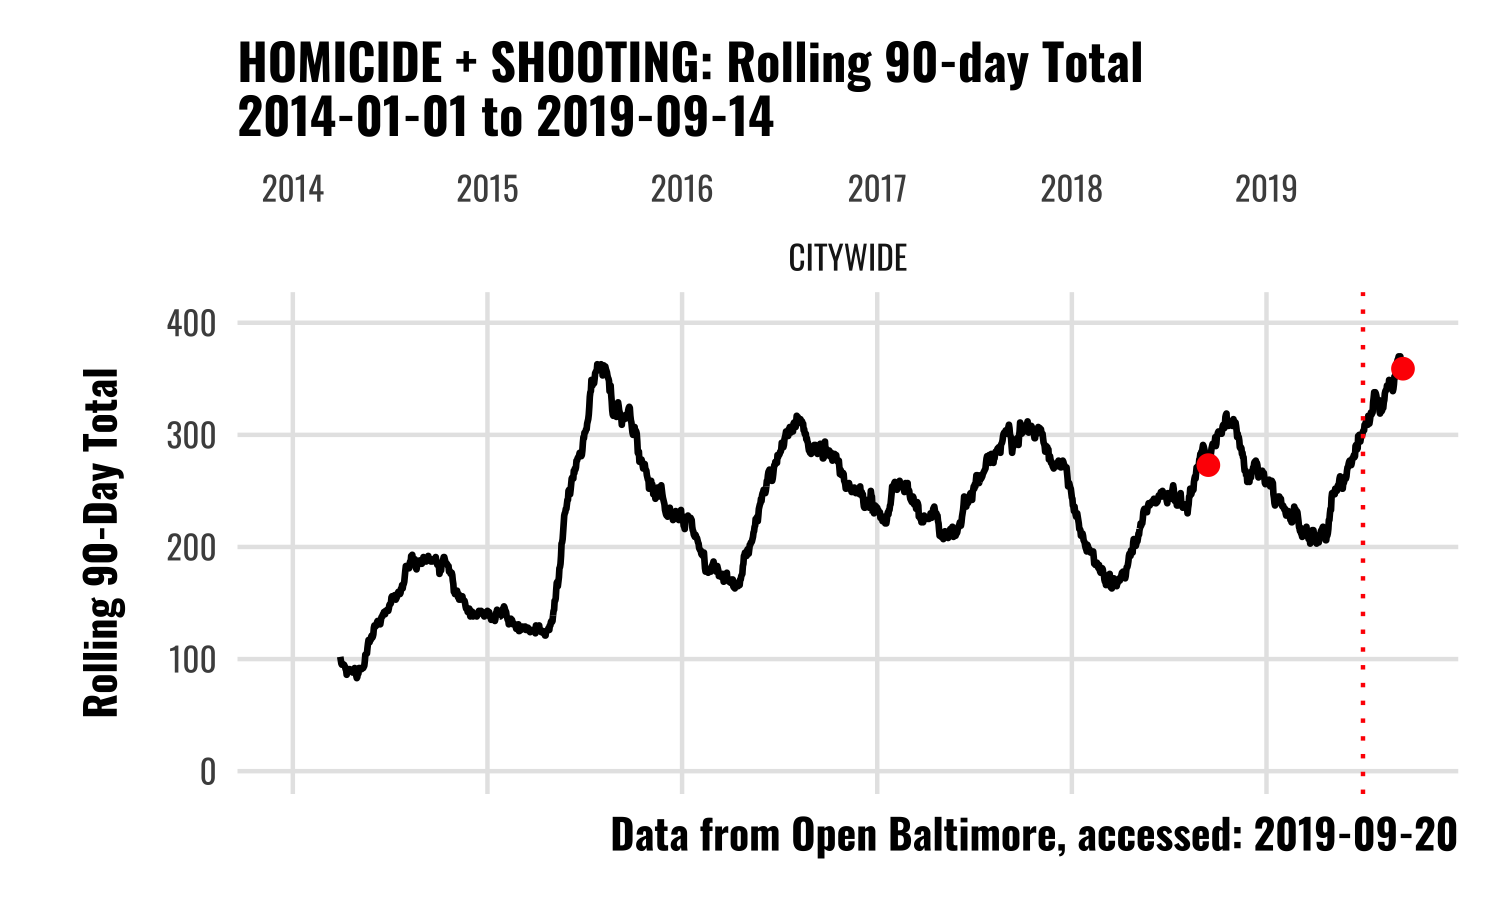 HOMICIDE + SHOOTING: Rolling 90-day Total
2014-01-01 to 2019-09-14
2014 2015 2016 2017 2018 2019
CITYWIDE
Rolling 90-Day Total
400
300
200
100
0
Data from Open Baltimore, accessed: 2019-09-20